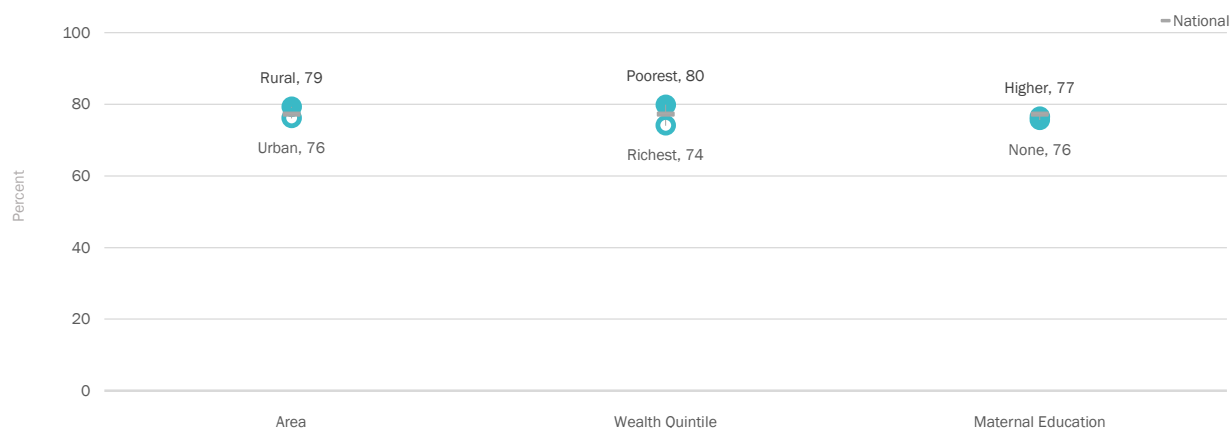 National
100
Rural, 79
Poorest, 80
Higher, 77
80
Urban, 76
Richest, 74
None, 76
60
Percent
40
20
0
Area
Wealth Quintile
Maternal Education